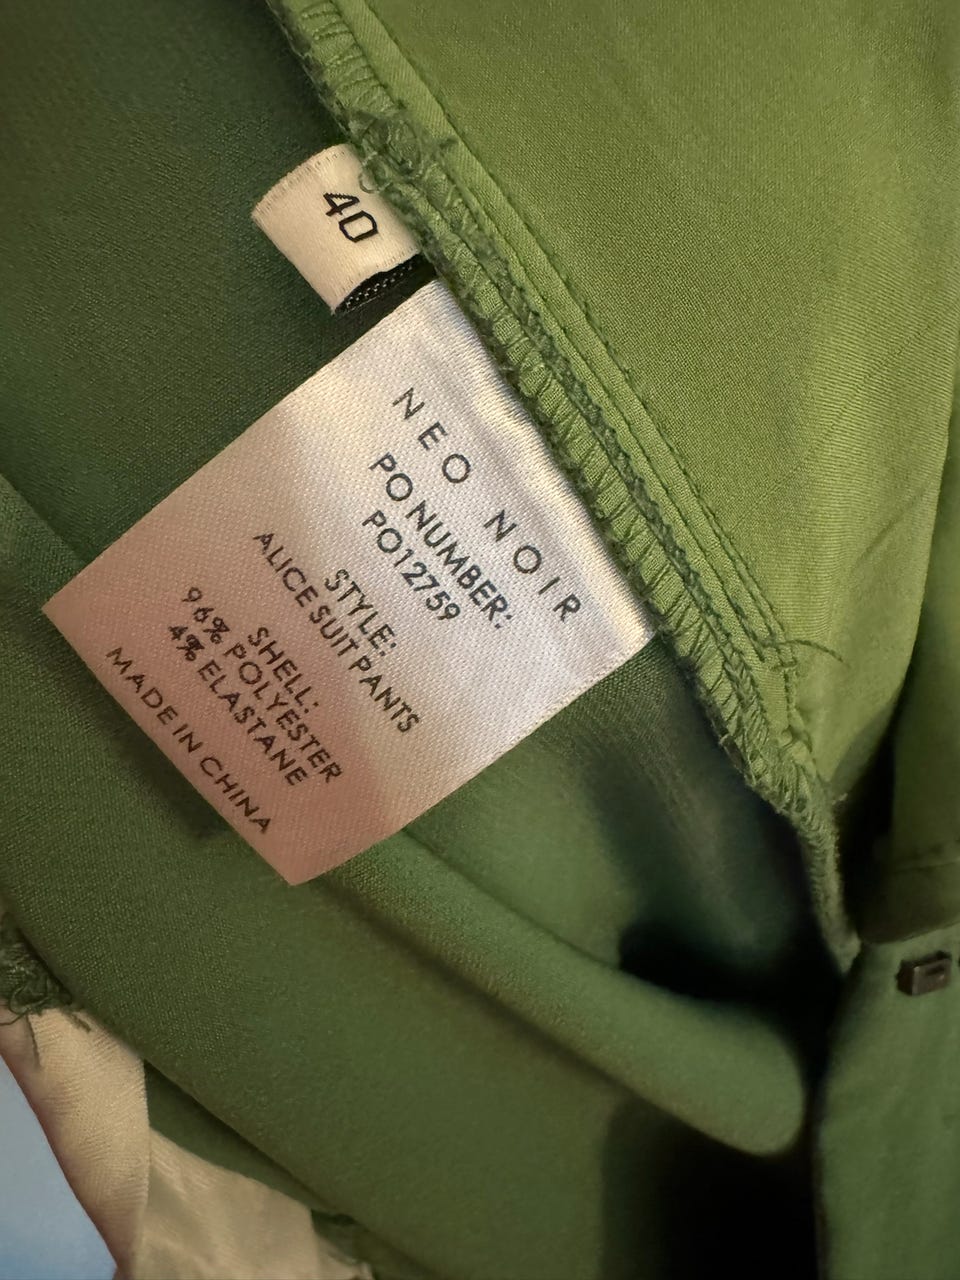 40
NEO NOIR
PO NUMBER:
PO12759
STYLE:
ALICE SUIT PANTS
SHELL:
96% POLYESTER
4% ELASTANE
MADE IN CHINA